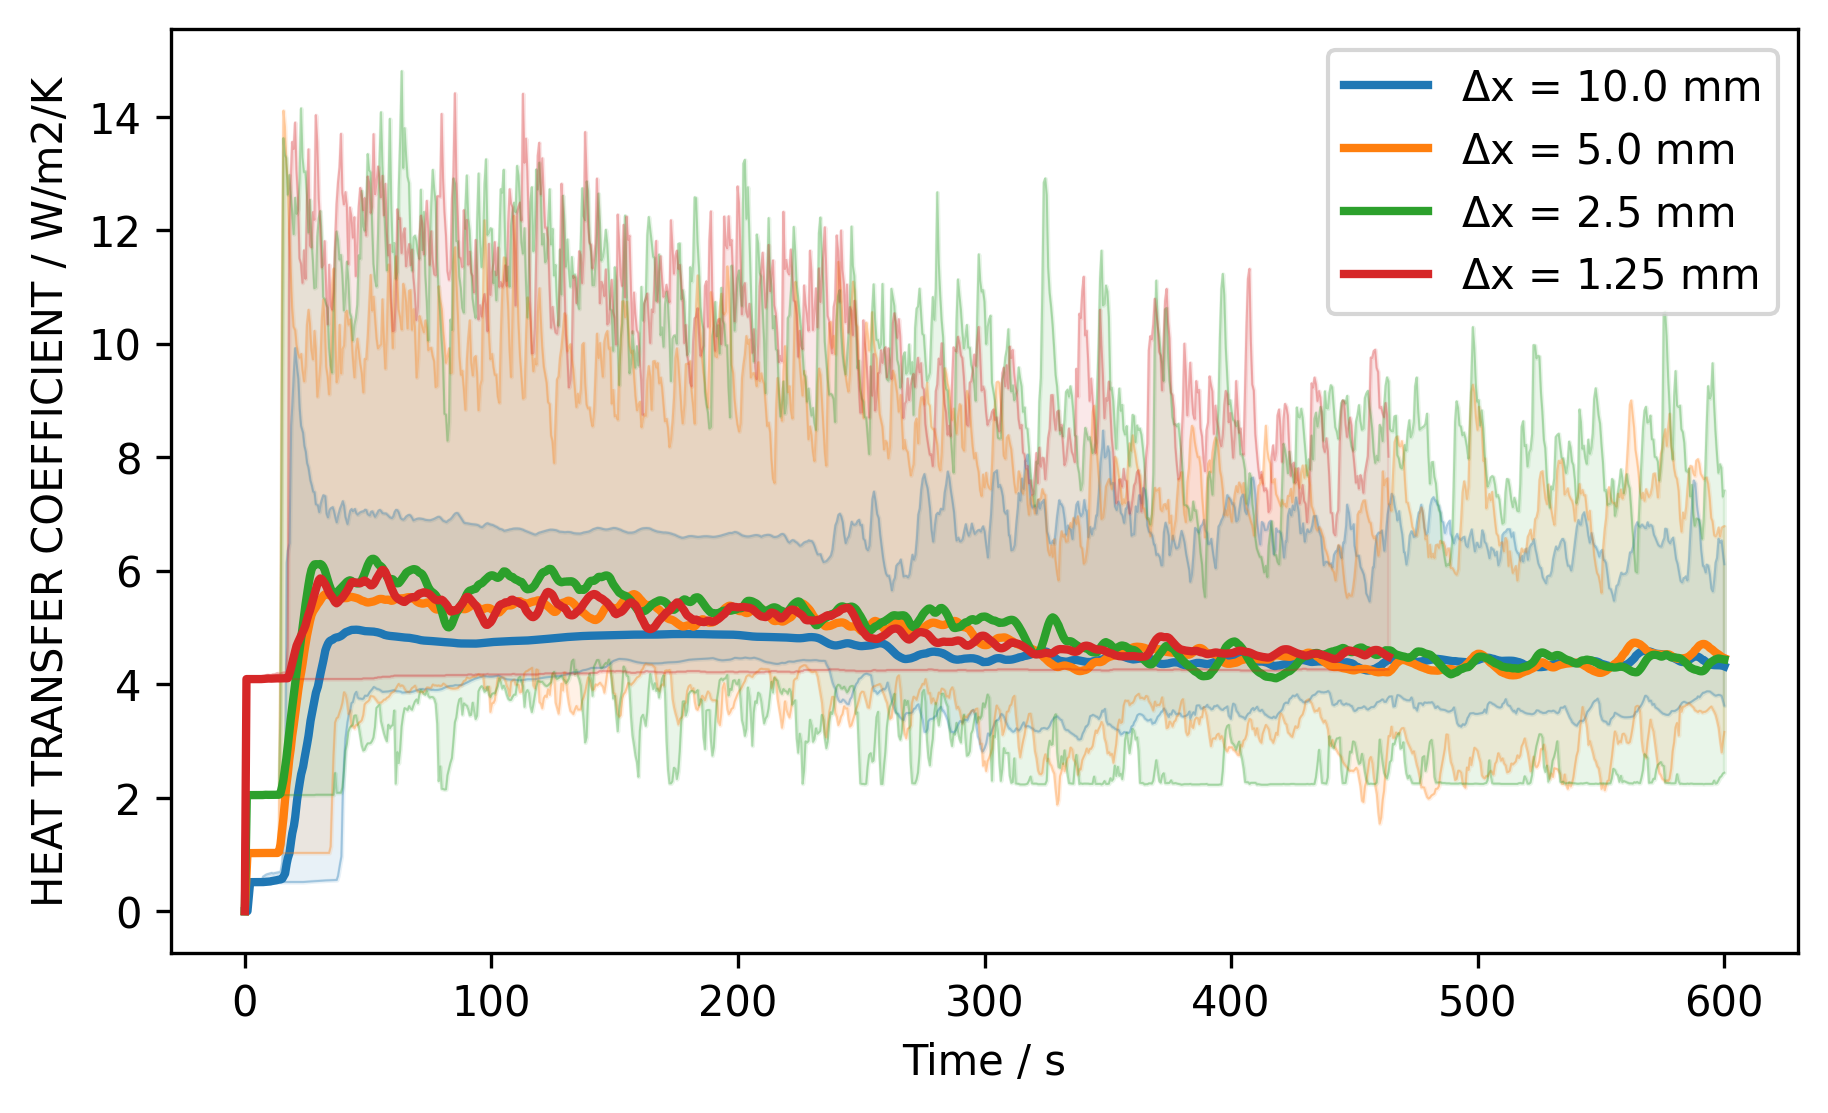 HEAT TRANSFER COEFFICIENT / W/m2/K
14
12
10
8
6
4
2
0
Δx = 10.0 mm
Δx = 5.0 mm
Δx = 2.5 mm
Δx = 1.25 mm
0 100 200 300 400 500 600
Time / s